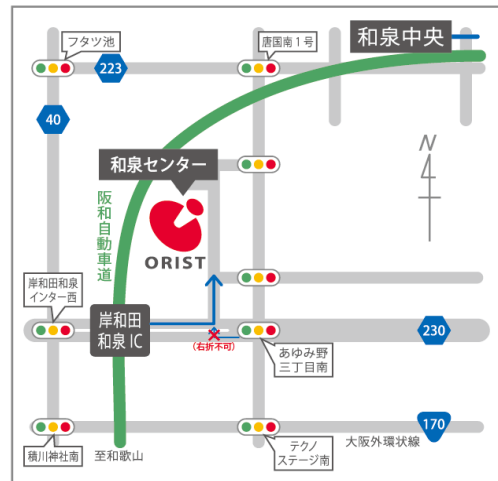 フタツ池
223
唐国南1号
和泉中央
40
N
和泉センター
阪和自動車道
ORIST
岸和田和泉
インター西
岸和田
和泉IC
(右折不可)
あゆみ野
三丁目南
230
積川神社南
至和歌山
テクノ
ステージ南
大阪外環状線
170